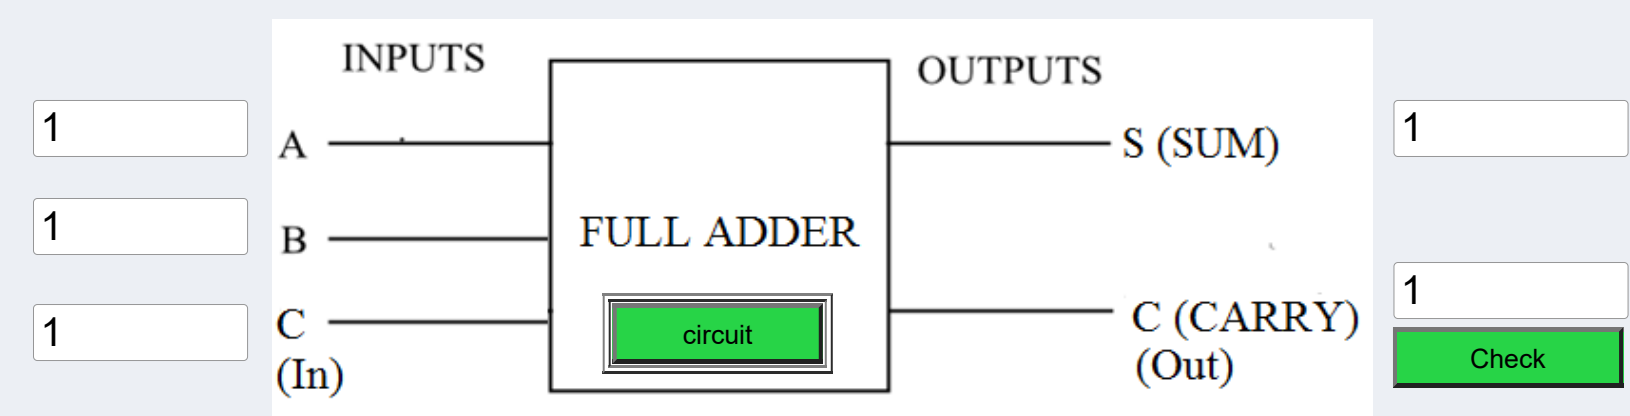 INPUTS
OUTPUTS
1
A
S (SUM)
1
1
B
FULL ADDER
1
C
(In)
circuit
C (CARRY)
(Out)
1
Check